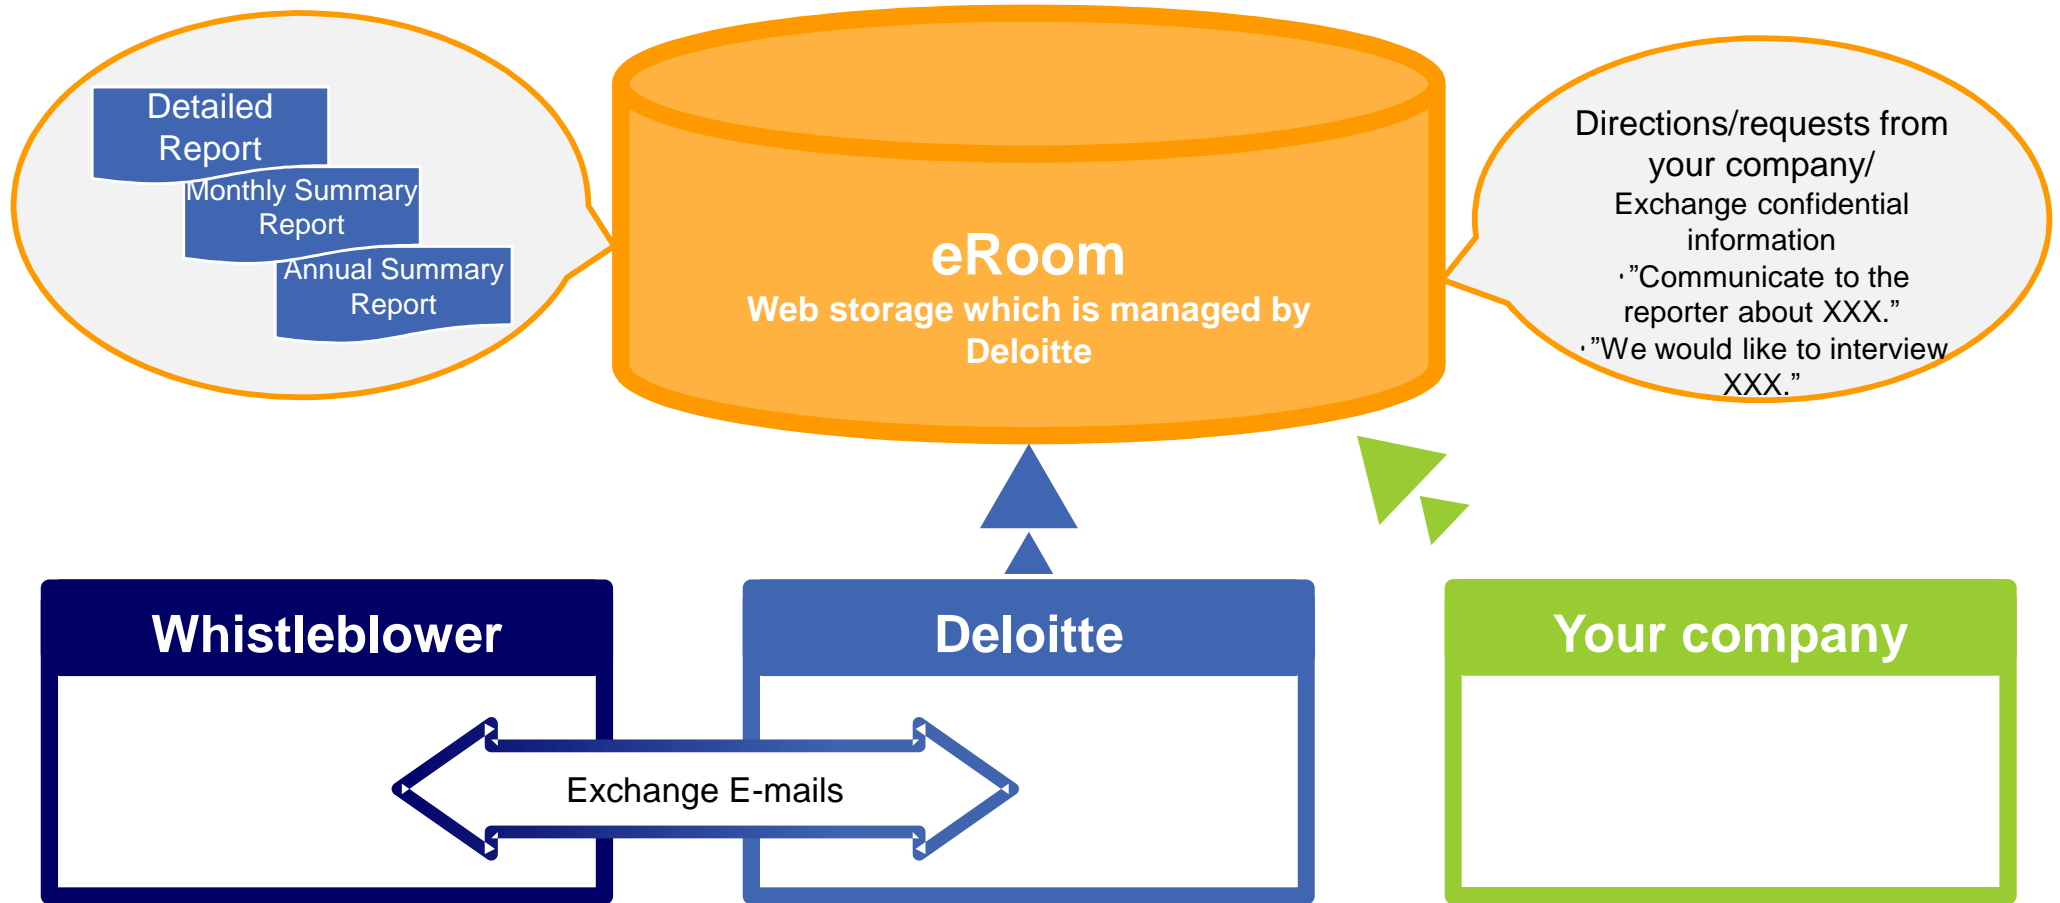 Detailed
Report
Monthly Summary
Report
Annual Summary
Report
eRoom
Web storage which is managed by
Deloitte
Directions/requests from
your company/
Exchange confidential
information
・”Communicate to the
reporter about XXX.”
・”We would like to interview
XXX.”
Whistleblower
Deloitte
Your company
Exchange E-mails